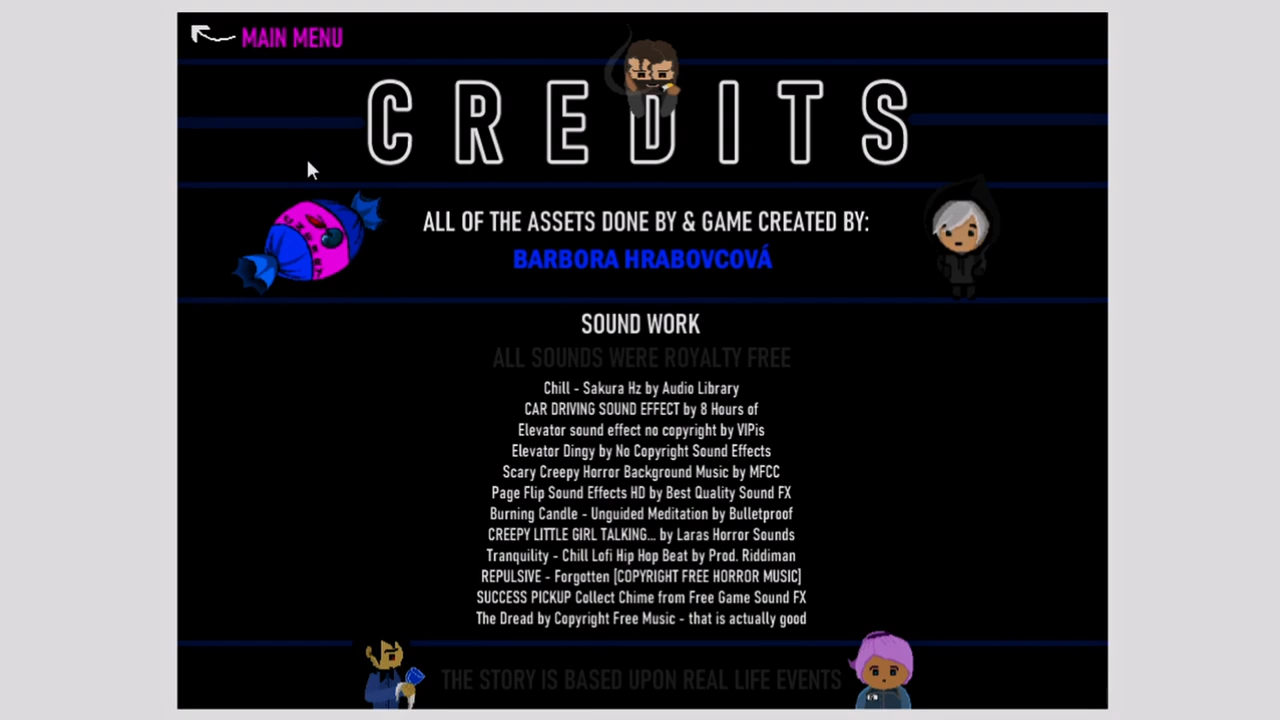 MAIN MENU
CREDITS
ALL OF THE ASSETS DONE BY & GAME CREATED BY:
BARBORA HRABOVCOVÁ
SOUND WORK
ALL SOUNDS WERE ROYALTY FREE
Chill - Sakura Hz by Audio Library
CAR DRIVING SOUND EFFECT by 8 Hours of
Elevator sound effect no copyright by VIPis
Elevator Dingy by No Copyright Sound Effects
Scary Creepy Horror Background Music by MFCC
Page Flip Sound Effects HD by Best Quality Sound FX
Burning Candle - Unguided Meditation by Bulletproof
CREEPY LITTLE GIRL TALKING... by Laras Horror Sounds
Tranquility - Chill Lofi Hip Hop Beat by Prod. Riddiman
REPULSIVE - Forgotten [COPYRIGHT FREE HORROR MUSIC]
SUCCESS PICKUP Collect Chime from Free Game Sound FX
The Dread by Copyright Free Music - that is actually good
THE STORY IS BASED UPON REAL LIFE EVENTS